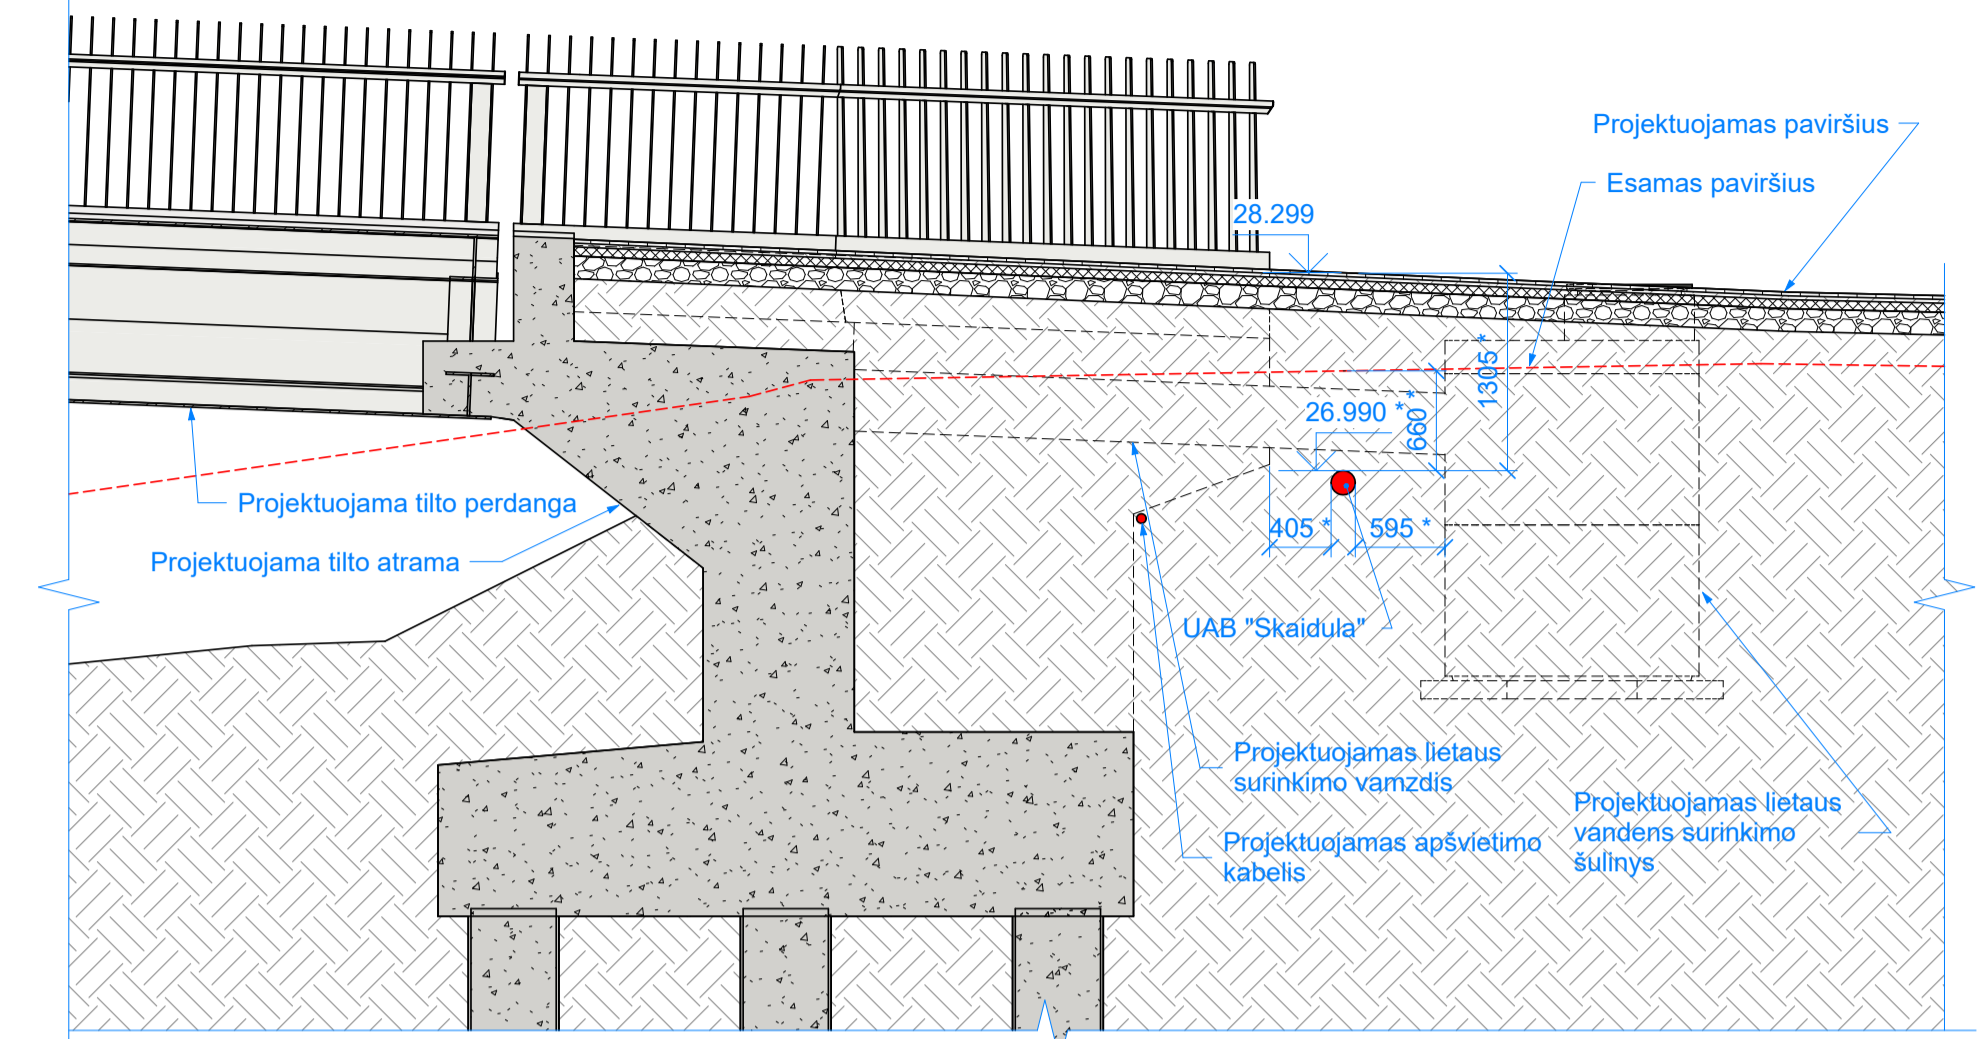 Projektuojamas paviršius
Esamas paviršius
28.299
1305 *
26.990 *
660 *
Projektuojama tilto perdanga
405 *
595 *
Projektuojama tilto atrama
UAB "Skaidula"
Projektuojamas lietaus
surinkimo vamzdis
Projektuojamas lietaus
vandens surinkimo
šulinys
Projektuojamas apšvietimo
kabelis